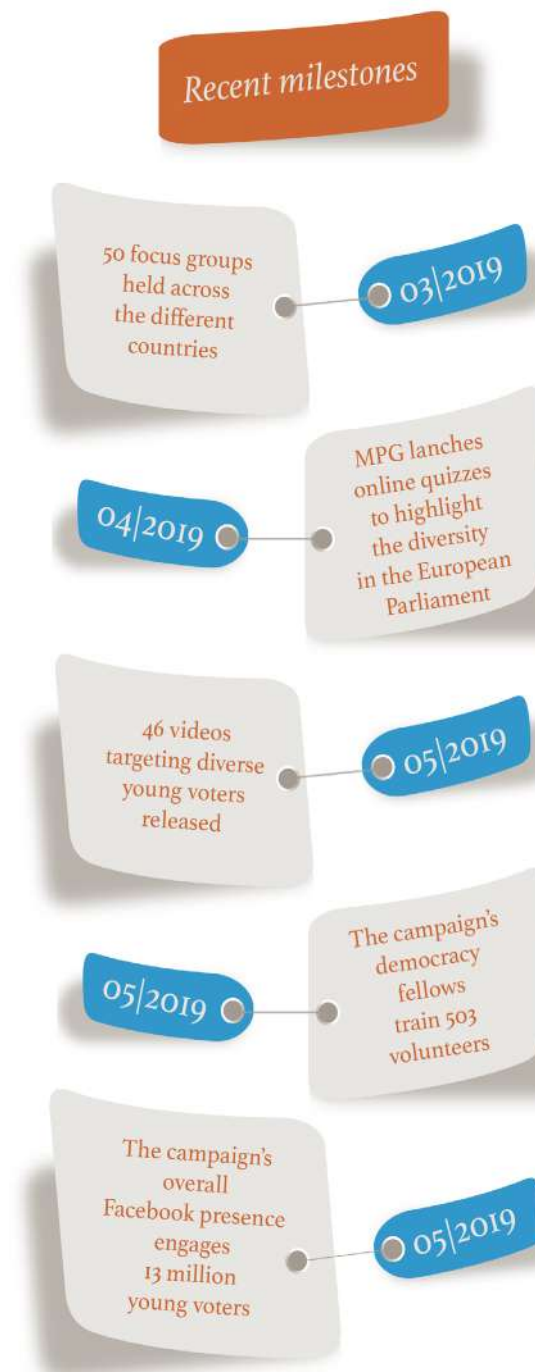 Recent milestones
50 focus groups
held across
the different
countries
03|2019
MPG lanches
online quizzes
to highlight
the diversity
in the European
Parliament
04|2019
46 videos
targeting diverse
young voters
released
05|2019
The campaign's
democracy
fellows
train 503
volunteers
05|2019
The campaign's
overall
Facebook presence
engages
13 million
young voters
05|2019